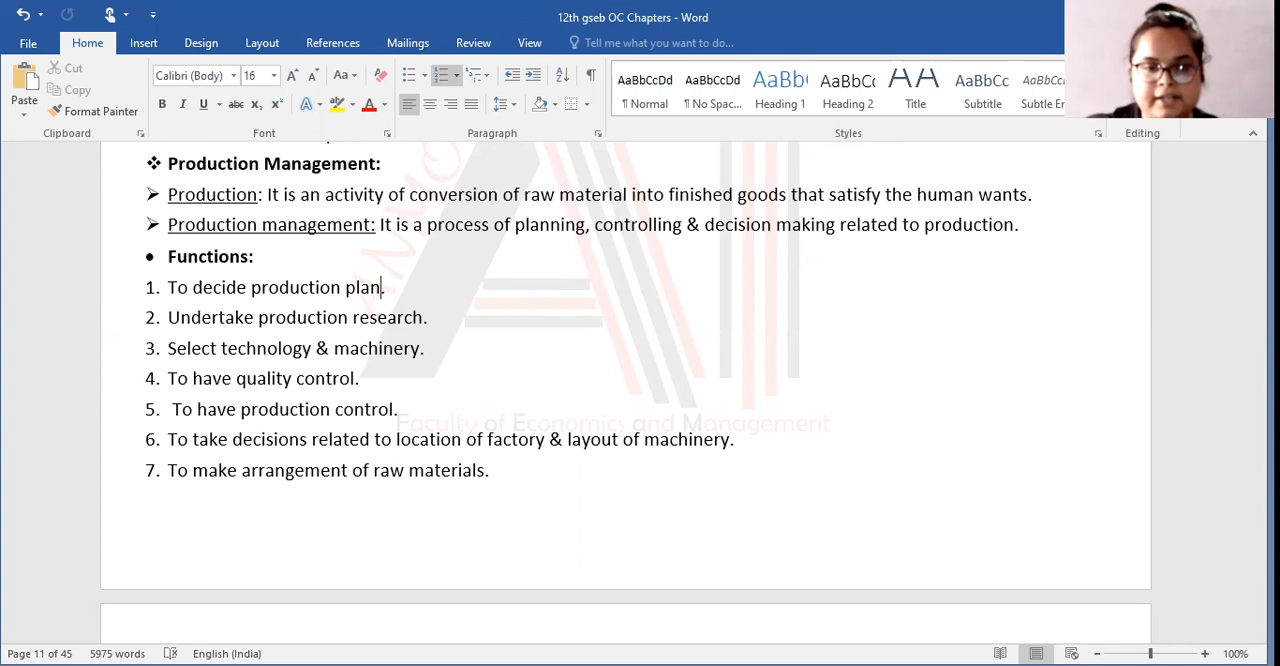 12th gseb OC Chapters - Word
File Home Insert Design Layout References Mailings Review View Tell me what you want to do...
Cut
Copy
Paste
Format Painter
Calibri (Body) 16 Aa
B I U abc X₂ X² A A
AaBbCcDd AaBbCcDd AaBb( AaBbC( AA AaBbCc AaBbCc
¶ Normal ¶ No Spac... Heading 1 Heading 2 Title Subtitle Subtle Er
Clipboard Font Paragraph Styles Editing
❖ Production Management:
➢ Production: It is an activity of conversion of raw material into finished goods that satisfy the human wants.
➢ Production management: It is a process of planning, controlling & decision making related to production.
• Functions:
1. To decide production plan.
2. Undertake production research.
3. Select technology & machinery.
4. To have quality control.
5. To have production control.
Faculty of Economics and Management
6. To take decisions related to location of factory & layout of machinery.
7. To make arrangement of raw materials.
Page 11 of 45 5975 words English (India) 100%